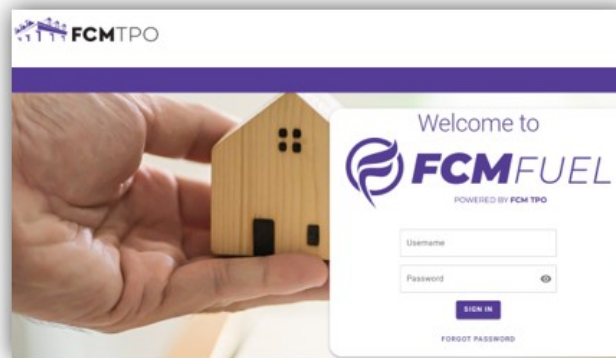 FCMTPO
Welcome to
FCMFUEL
POWERED BY FCM TPO
Username
Password
SIGN IN
FORGOT PASSWORD